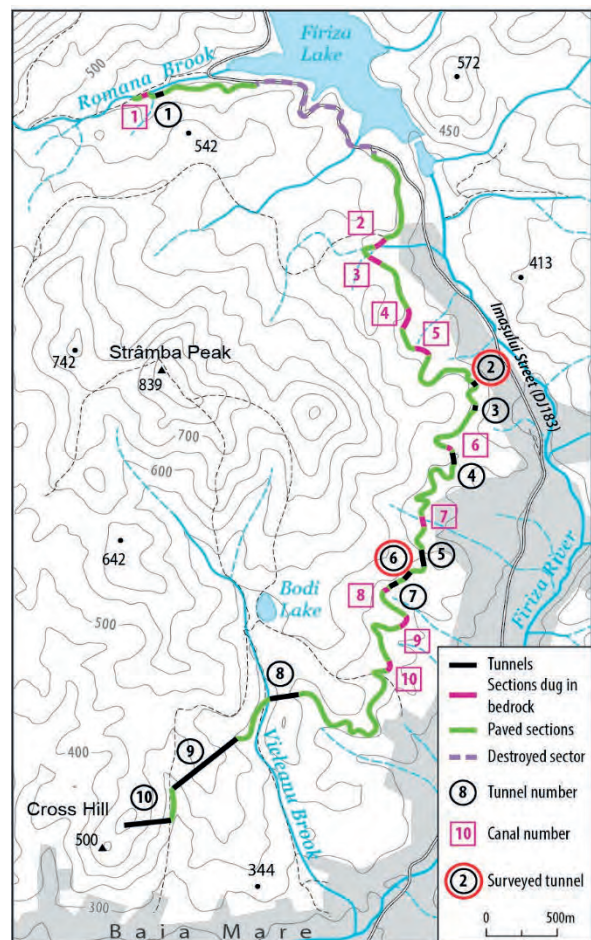 Firiza
Lake
500
Romana Brook
572
1
1
542
450
2
3
413
4
5
Imașului Street (DJ183)
742
Strâmba Peak
839
2
3
700
600
6
4
7
642
6
5
Bodi
Lake
8
7
Firiza River
500
9
8
10
400
9
Vicleanu Brook
10
Cross Hill
500
344
300
Baia Mare
Tunnels
Sections dug in
bedrock
Paved sections
Destroyed sector
8 Tunnel number
10 Canal number
2 Surveyed tunnel
0 500m